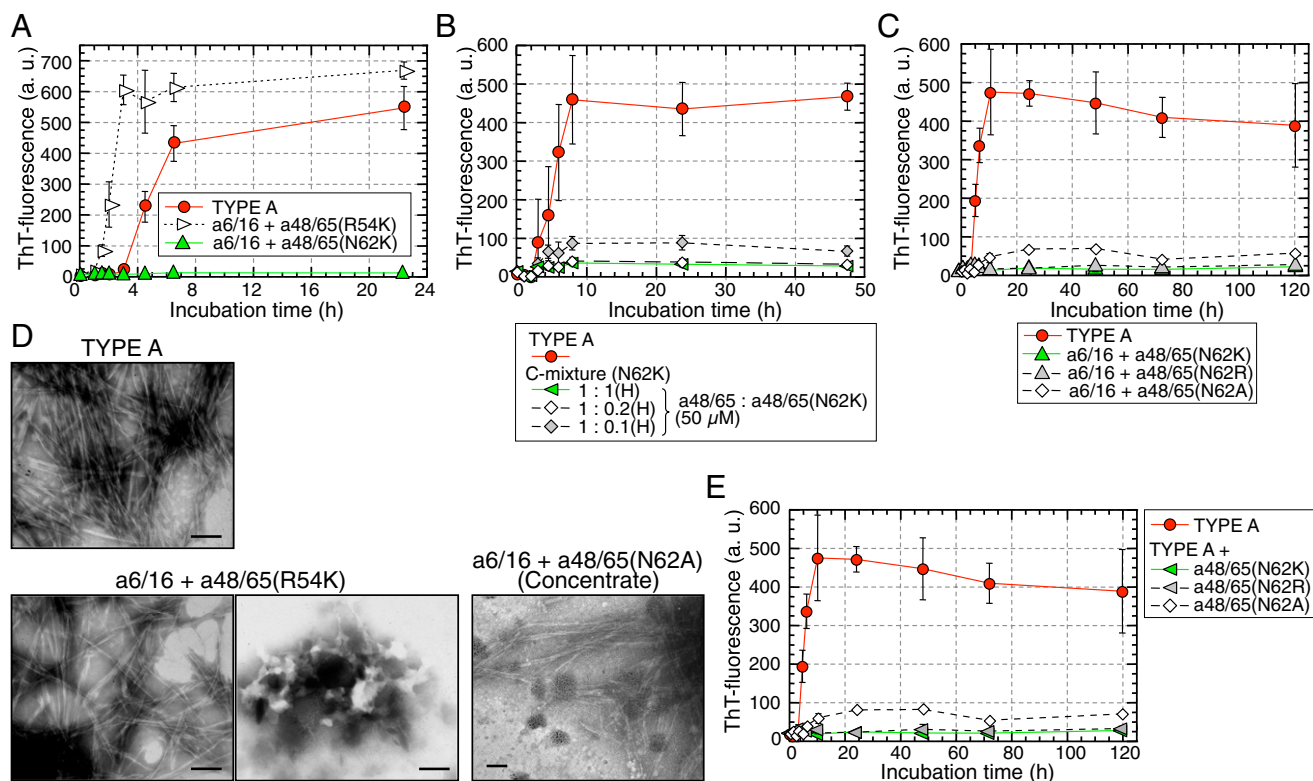 A
ThT-fluorescence (a. u.)
700
600
500
400
300
200
100
0
0 4 8 12 16 20 24
Incubation time (h)
TYPE A
a6/16 + a48/65(R54K)
a6/16 + a48/65(N62K)
B
ThT-fluorescence (a. u.)
600
500
400
300
200
100
0
0 10 20 30 40 50
Incubation time (h)
TYPE A
C-mixture (N62K)
1 : 1(H)
1 : 0.2(H)
1 : 0.1(H)
a48/65 : a48/65(N62K)
(50 µM)
C
ThT-fluorescence (a. u.)
600
500
400
300
200
100
0
0 20 40 60 80 100 120
Incubation time (h)
TYPE A
a6/16 + a48/65(N62K)
a6/16 + a48/65(N62R)
a6/16 + a48/65(N62A)
D
TYPE A
a6/16 + a48/65(R54K)
a6/16 + a48/65(N62A)
(Concentrate)
E
ThT-fluorescence (a. u.)
600
500
400
300
200
100
0
0 20 40 60 80 100 120
Incubation time (h)
TYPE A
TYPE A +
a48/65(N62K)
a48/65(N62R)
a48/65(N62A)